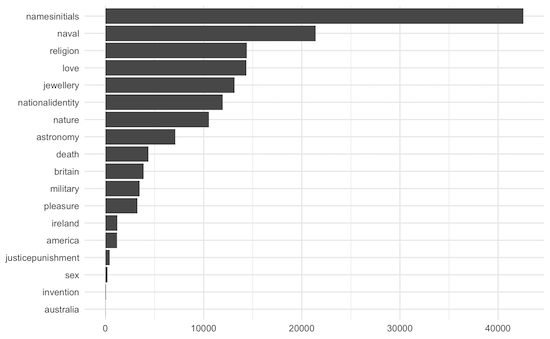 namesinitials
naval
religion
love
jewellery
nationalidentity
nature
astronomy
death
britain
military
pleasure
ireland
america
justicepunishment
sex
invention
australia
0 10000 20000 30000 40000